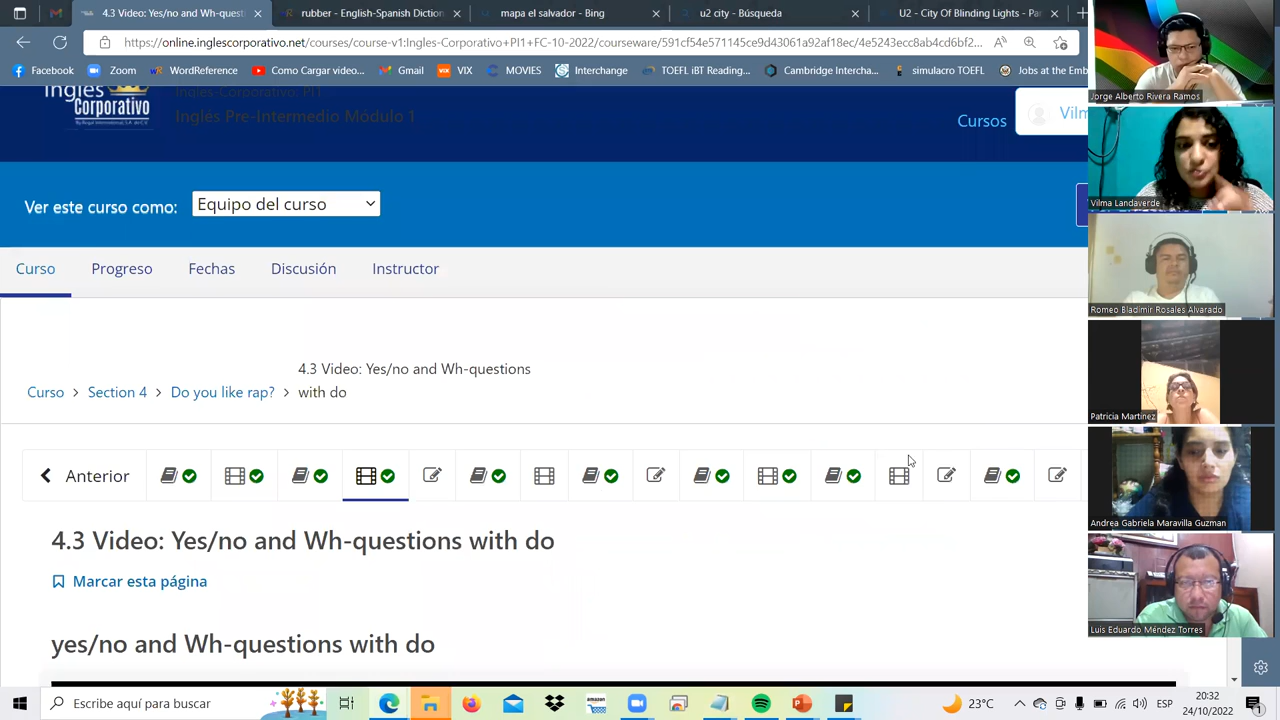 4.3 Video: Yes/no and Wh-questions
rubber - English-Spanish Diction
mapa el salvador - Bing
u2 city - Búsqueda
U2 - City Of Blinding Lights - Par
https://online.inglescorporativo.net/courses/course-v1:Ingles-Corporativo+PI1+FC-10-2022/courseware/591cf54e571145ce9d43061a92af18ec/4e5243ecc8ab4cd6bf2...
Facebook
Zoom
WordReference
Como Cargar video...
Gmail
VIX
MOVIES
Interchange
TOEFL iBT Reading...
Cambridge Intercha...
simulacro TOEFL
Jobs at the Emb
Inglés
Corporativo
Ingles-Corporativo: PI1
Inglés Pre-Intermedio Módulo 1
Cursos
Vilm
Ver este curso como:
Equipo del curso
Curso
Progreso
Fechas
Discusión
Instructor
Curso > Section 4 > Do you like rap? > 4.3 Video: Yes/no and Wh-questions
with do
Anterior
4.3 Video: Yes/no and Wh-questions with do
Marcar esta página
yes/no and Wh-questions with do
Jorge Alberto Rivera Ramos
Vilma Landaverde
Romeo Bladimir Rosales Alvarado
Patricia Martinez
Andrea Gabriela Maravilla Guzman
Luis Eduardo Méndez Torres
Escribe aquí para buscar
23°C
ESP
20:32
24/10/2022